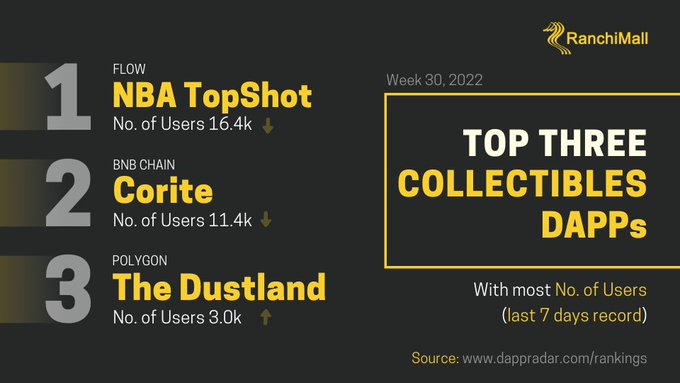 RanchiMall
Week 30, 2022
TOP THREE
COLLECTIBLES
DAPPs
With most No. of Users
(last 7 days record)
1
FLOW
NBA TopShot
No. of Users 16.4k
2
BNB CHAIN
Corite
No. of Users 11.4k
3
POLYGON
The Dustland
No. of Users 3.0k
Source: www.dappradar.com/rankings